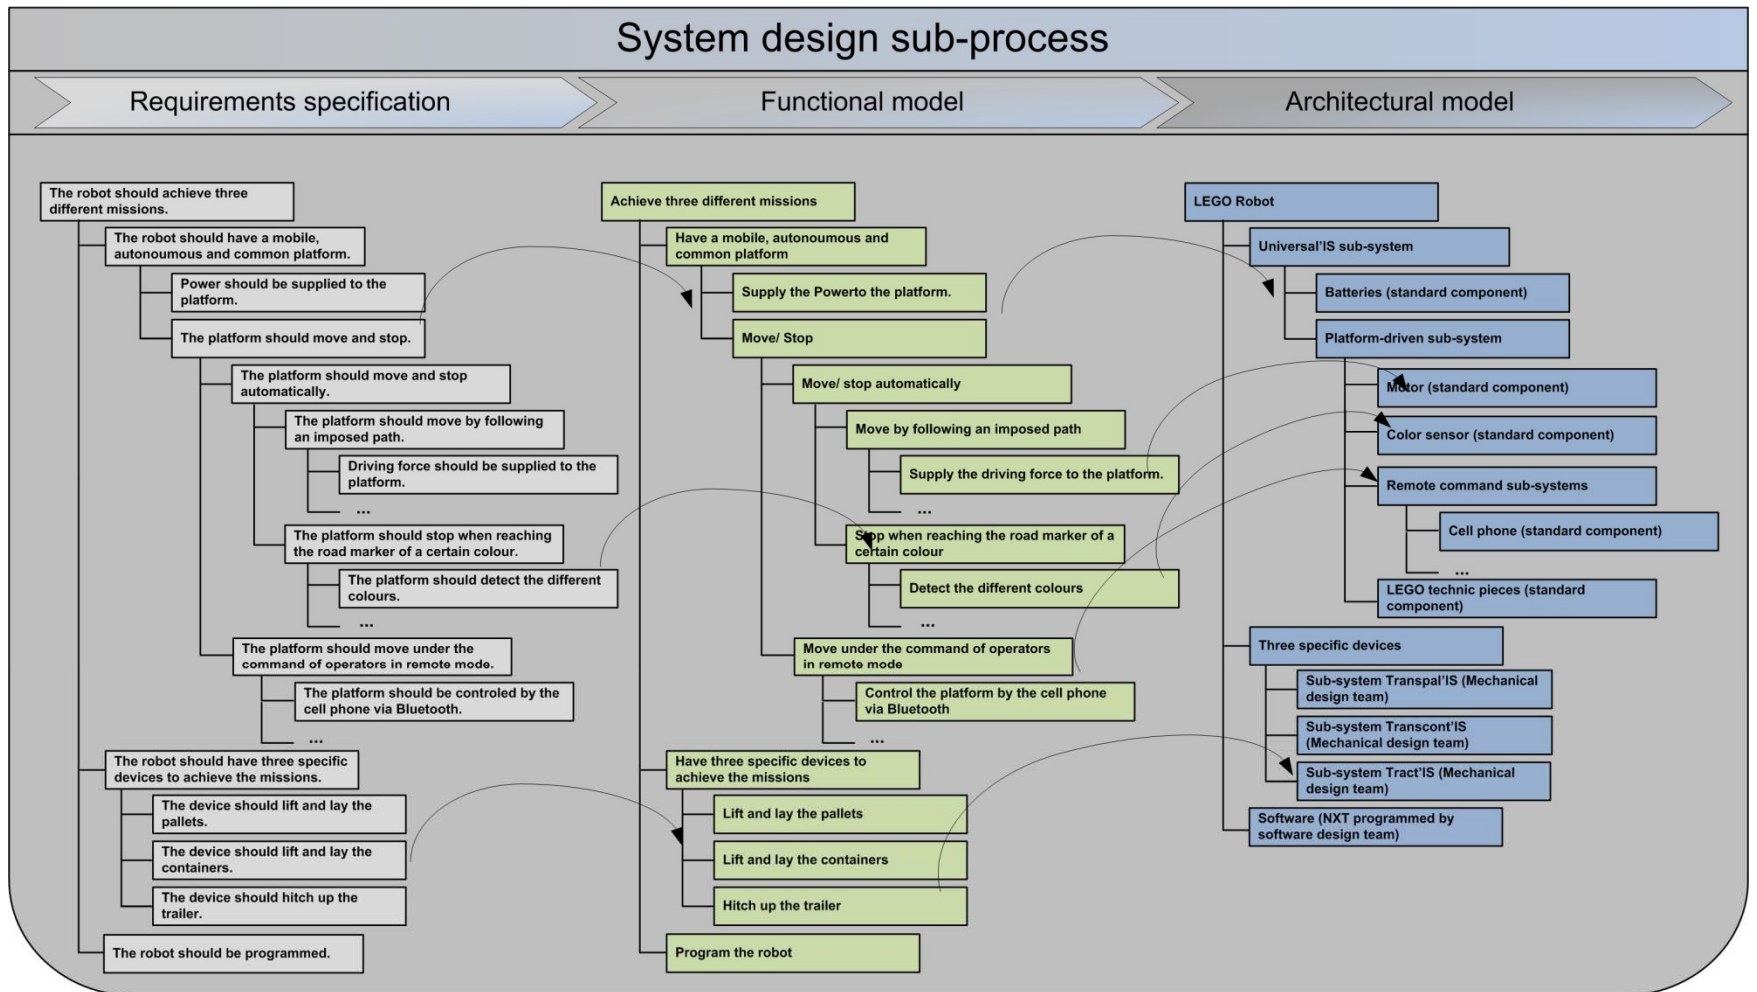 System design sub-process
Requirements specification
Functional model
Architectural model
The robot should achieve three
different missions.
The robot should have a mobile,
autonoumous and common platform.
Power should be supplied to the
platform.
The platform should move and stop.
The platform should move and stop
automatically.
The platform should move by following
an imposed path.
Driving force should be supplied to the
platform.
...
The platform should stop when reaching
the road marker of a certain colour.
The platform should detect the different
colours.
...
The platform should move under the
command of operators in remote mode.
The platform should be controled by the
cell phone via Bluetooth.
...
The robot should have three specific
devices to achieve the missions.
The device should lift and lay the
pallets.
The device should lift and lay the
containers.
The device should hitch up the
trailer.
The robot should be programmed.
Achieve three different missions
Have a mobile, autonoumous and
common platform
Supply the Powerto the platform.
Move/ Stop
Move/ stop automatically
Move by following an imposed path
Supply the driving force to the platform.
...
Stop when reaching the road marker of a
certain colour
Detect the different colours
...
Move under the command of operators
in remote mode
Control the platform by the cell phone
via Bluetooth
...
Have three specific devices to
achieve the missions
Lift and lay the pallets
Lift and lay the containers
Hitch up the trailer
Program the robot
LEGO Robot
Universal'IS sub-system
Batteries (standard component)
Platform-driven sub-system
Motor (standard component)
Color sensor (standard component)
Remote command sub-systems
Cell phone (standard component)
...
LEGO technic pieces (standard
component)
Three specific devices
Sub-system Transpal'IS (Mechanical
design team)
Sub-system Transcont'IS
(Mechanical design team)
Sub-system Tract'IS (Mechanical
design team)
Software (NXT programmed by
software design team)